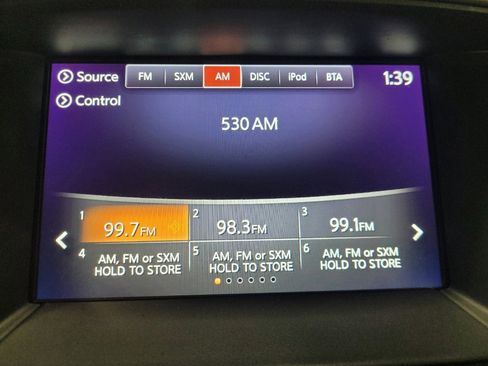 Source FM SXM AM DISC iPod BTA 1:39
Control
530 AM
1 99.7FM 2 98.3FM 3 99.1FM
4 AM, FM or SXM 5 AM, FM or SXM 6 AM, FM or SXM
HOLD TO STORE HOLD TO STORE HOLD TO STORE